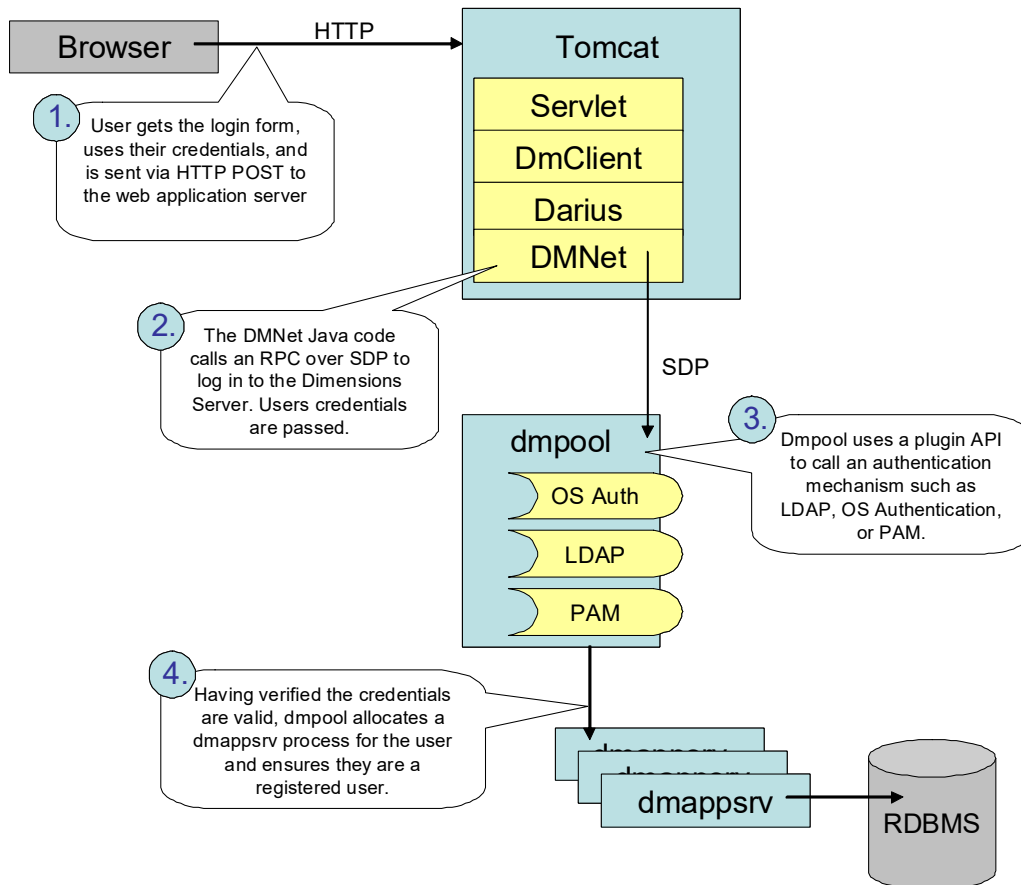 Browser
HTTP
Tomcat
Servlet
DmClient
Darius
DMNet
1.
User gets the login form,
uses their credentials, and
is sent via HTTP POST to
the web application server
2.
The DMNet Java code
calls an RPC over SDP to
log in to the Dimensions
Server. Users credentials
are passed.
SDP
3.
Dmpool uses a plugin API
to call an authentication
mechanism such as
LDAP, OS Authentication,
or PAM.
dmpool
OS Auth
LDAP
PAM
4.
Having verified the credentials
are valid, dmpool allocates a
dmappsrv process for the user
and ensures they are a
registered user.
dmappsrv
dmappsrv
dmappsrv
RDBMS